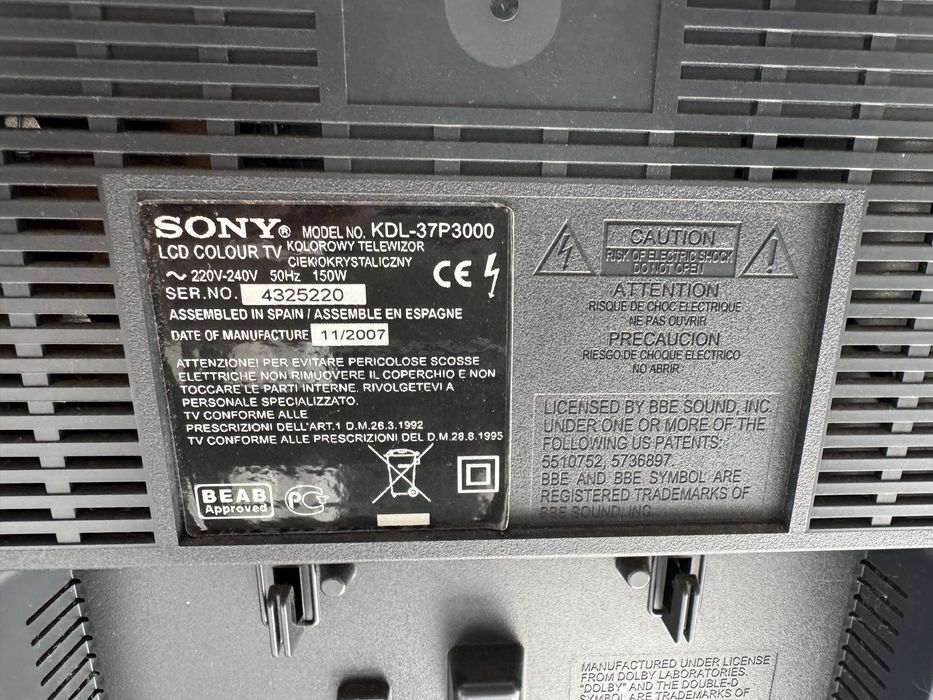 SONY® MODEL NO. KDL-37P3000
LCD COLOUR TV KOLOROWY TELEWIZOR
CIEKłOKRYSTALICZNY
~ 220V-240V 50Hz 150W
SER.NO. 4325220
ASSEMBLED IN SPAIN / ASSEMBLE EN ESPAGNE
DATE OF MANUFACTURE 11/2007
ATTENZIONE! PER EVITARE PERICOLOSE SCOSSE
ELETTRICHE NON RIMUOVERE IL COPERCHIO E NON
TOCCARE LE PARTI INTERNE. RIVOLGETEVI A
PERSONALE SPECIALIZZATO.
TV CONFORME ALLE
PRESCRIZIONI DELL'ART.1 D.M.26.3.1992
TV CONFORME ALLE PRESCRIZIONI DEL D.M.28.8.1995
CE
BEAB
Approved
CAUTION
RISK OF ELECTRIC SHOCK
DO NOT OPEN
ATTENTION
RISQUE DE CHOC ELECTRIQUE
NE PAS OUVRIR
PRECAUCION
RIESGO DE CHOQUE ELECTRICO
NO ABRIR
LICENSED BY BBE SOUND, INC.
UNDER ONE OR MORE OF THE
FOLLOWING US PATENTS:
5510752, 5736897.
BBE AND BBE SYMBOL ARE
REGISTERED TRADEMARKS OF
BBE SOUND, INC.
MANUFACTURED UNDER LICENSE
FROM DOLBY LABORATORIES.
"DOLBY" AND THE DOUBLE-D
SYMBOL ARE TRADEMARKS OF